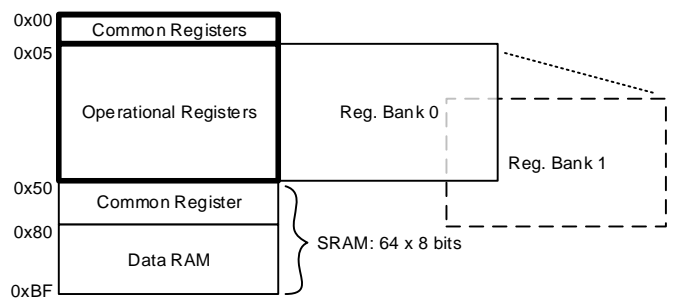 0x00
Common Registers
0x05
Operational Registers
Reg. Bank 0
Reg. Bank 1
0x50
Common Register
0x80
SRAM: 64 x 8 bits
Data RAM
0xBF